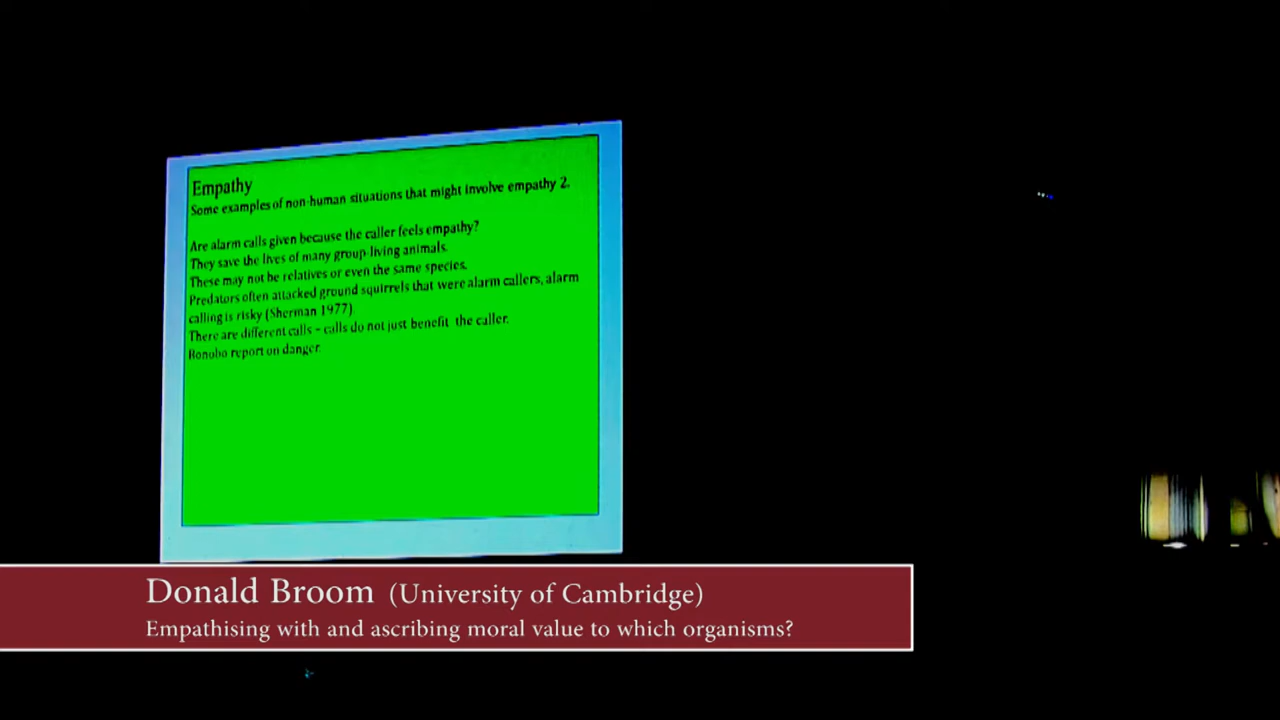 Empathy
Some examples of non-human situations that might involve empathy 2.
Are alarm calls given because the caller feels empathy?
They save the lives of many group-living animals.
These may not be relatives or even the same species.
Predators often attacked ground squirrels that were alarm callers, alarm
calling is risky (Sherman 1977).
There are different calls - calls do not just benefit the caller.
Bonobo report on danger.
Donald Broom (University of Cambridge)
Empathising with and ascribing moral value to which organisms?